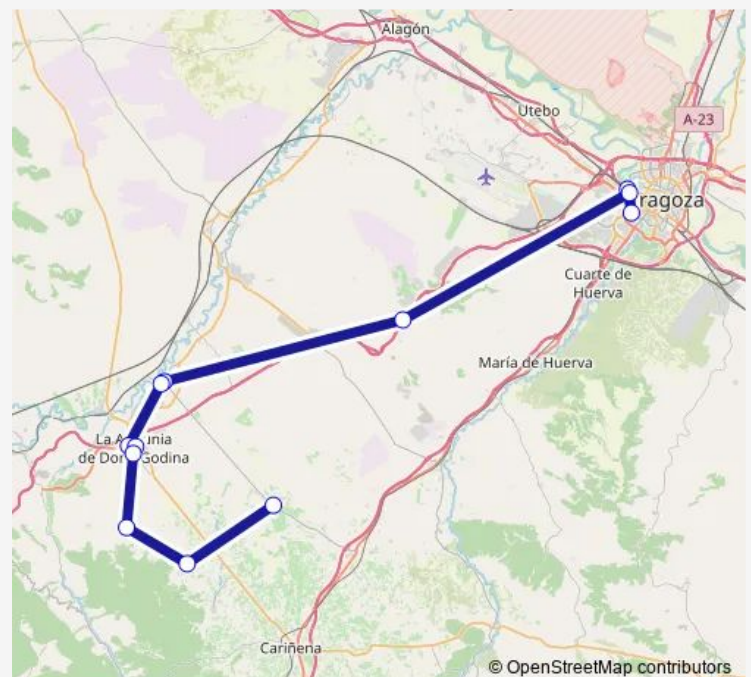 Alagón
Utebo
A-23
ragoza
Cuarte de
Huerva
María de Huerva
La A unia
de Do Godina
Cariñena
© OpenStreetMap contributors